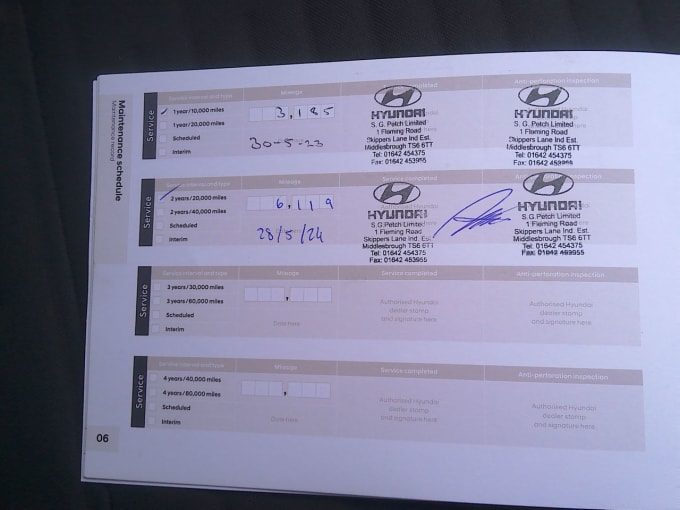 Maintenance schedule
Maintenance record
Service
Service interval and type
Mileage
1 year/10,000 miles
1 year/20,000 miles
Scheduled
Interim
3,185
30-5-23
completed
HYUNDAI
S. G. Petch Limited
1 Fleming Road
Skippers Lane Ind Est
Middlesbrough TS6 6TT
Tel: 01642 454375
Fax: 01642 453955
Anti-perforation inspection
HYUNDAI
S. G. Petch Limited
1 Fleming Road
Skippers Lane Ind Est
Middlesbrough TS6 6TT
Tel: 01642 454375
Fax: 01642 453955
Service
Service interval and type
Mileage
2 years/20,000 miles
2 years/40,000 miles
Scheduled
Interim
6,119
28/5/24
HYUNDAI
S.G.Petch Limited
1 Fleming Road
Skippers Lane Ind. Est.
Middlesbrough TS6 6TT
Tel: 01642 454375
Fax: 01642 453955
HYUNDAI
S.G.Petch Limited
1 Fleming Road
Skippers Lane Ind. Est.
Middlesbrough TS6 6TT
Tel: 01642 454375
Fax: 01642 453955
Service
Service interval and type
Mileage
Service completed
Anti-perforation inspection
3 years/30,000 miles
3 years/60,000 miles
Scheduled
Interim
,
Date here
Authorised Hyundai
dealer stamp
and signature here
Authorised Hyundai
dealer stamp
and signature here
Service
Service interval and type
Mileage
Service completed
Anti-perforation inspection
4 years/40,000 miles
4 years/80,000 miles
Scheduled
Interim
,
Date here
Authorised Hyundai
dealer stamp
and signature here
Authorised Hyundai
dealer stamp
and signature here
06